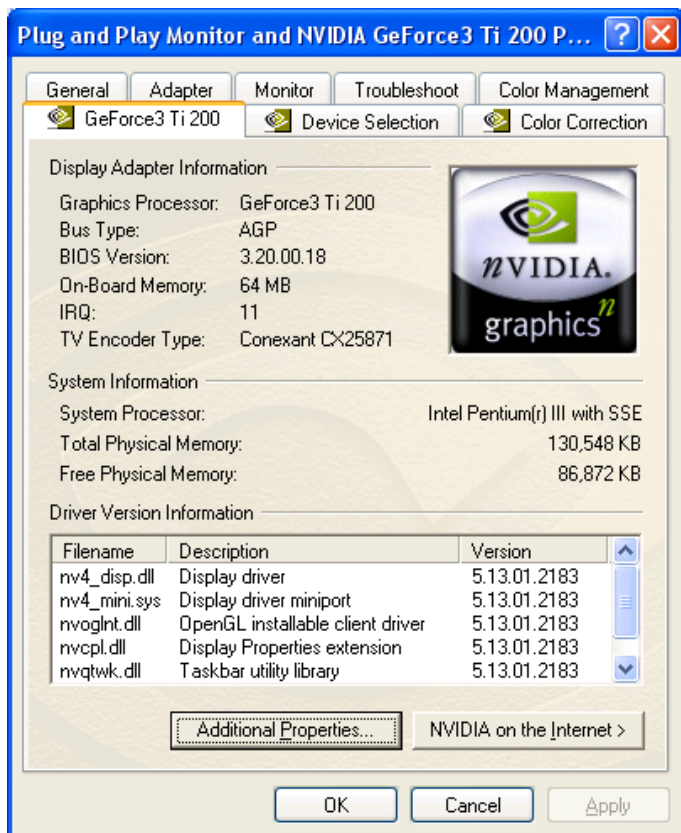 Plug and Play Monitor and NVIDIA GeForce3 Ti 200 P...
General Adapter Monitor Troubleshoot Color Management
GeForce3 Ti 200 Device Selection Color Correction
Display Adapter Information
Graphics Processor: GeForce3 Ti 200
Bus Type: AGP
BIOS Version: 3.20.00.18
On-Board Memory: 64 MB
IRQ: 11
TV Encoder Type: Conexant CX25871
nVIDIA.
graphics n
System Information
System Processor: Intel Pentium(r) III with SSE
Total Physical Memory: 130,548 KB
Free Physical Memory: 86,872 KB
Driver Version Information
Filename Description Version
nv4_disp.dll Display driver 5.13.01.2183
nv4_mini.sys Display driver miniport 5.13.01.2183
nvoglnt.dll OpenGL installable client driver 5.13.01.2183
nvcpl.dll Display Properties extension 5.13.01.2183
nvqtwk.dll Taskbar utility library 5.13.01.2183
Additional Properties... NVIDIA on the Internet >
OK Cancel Apply